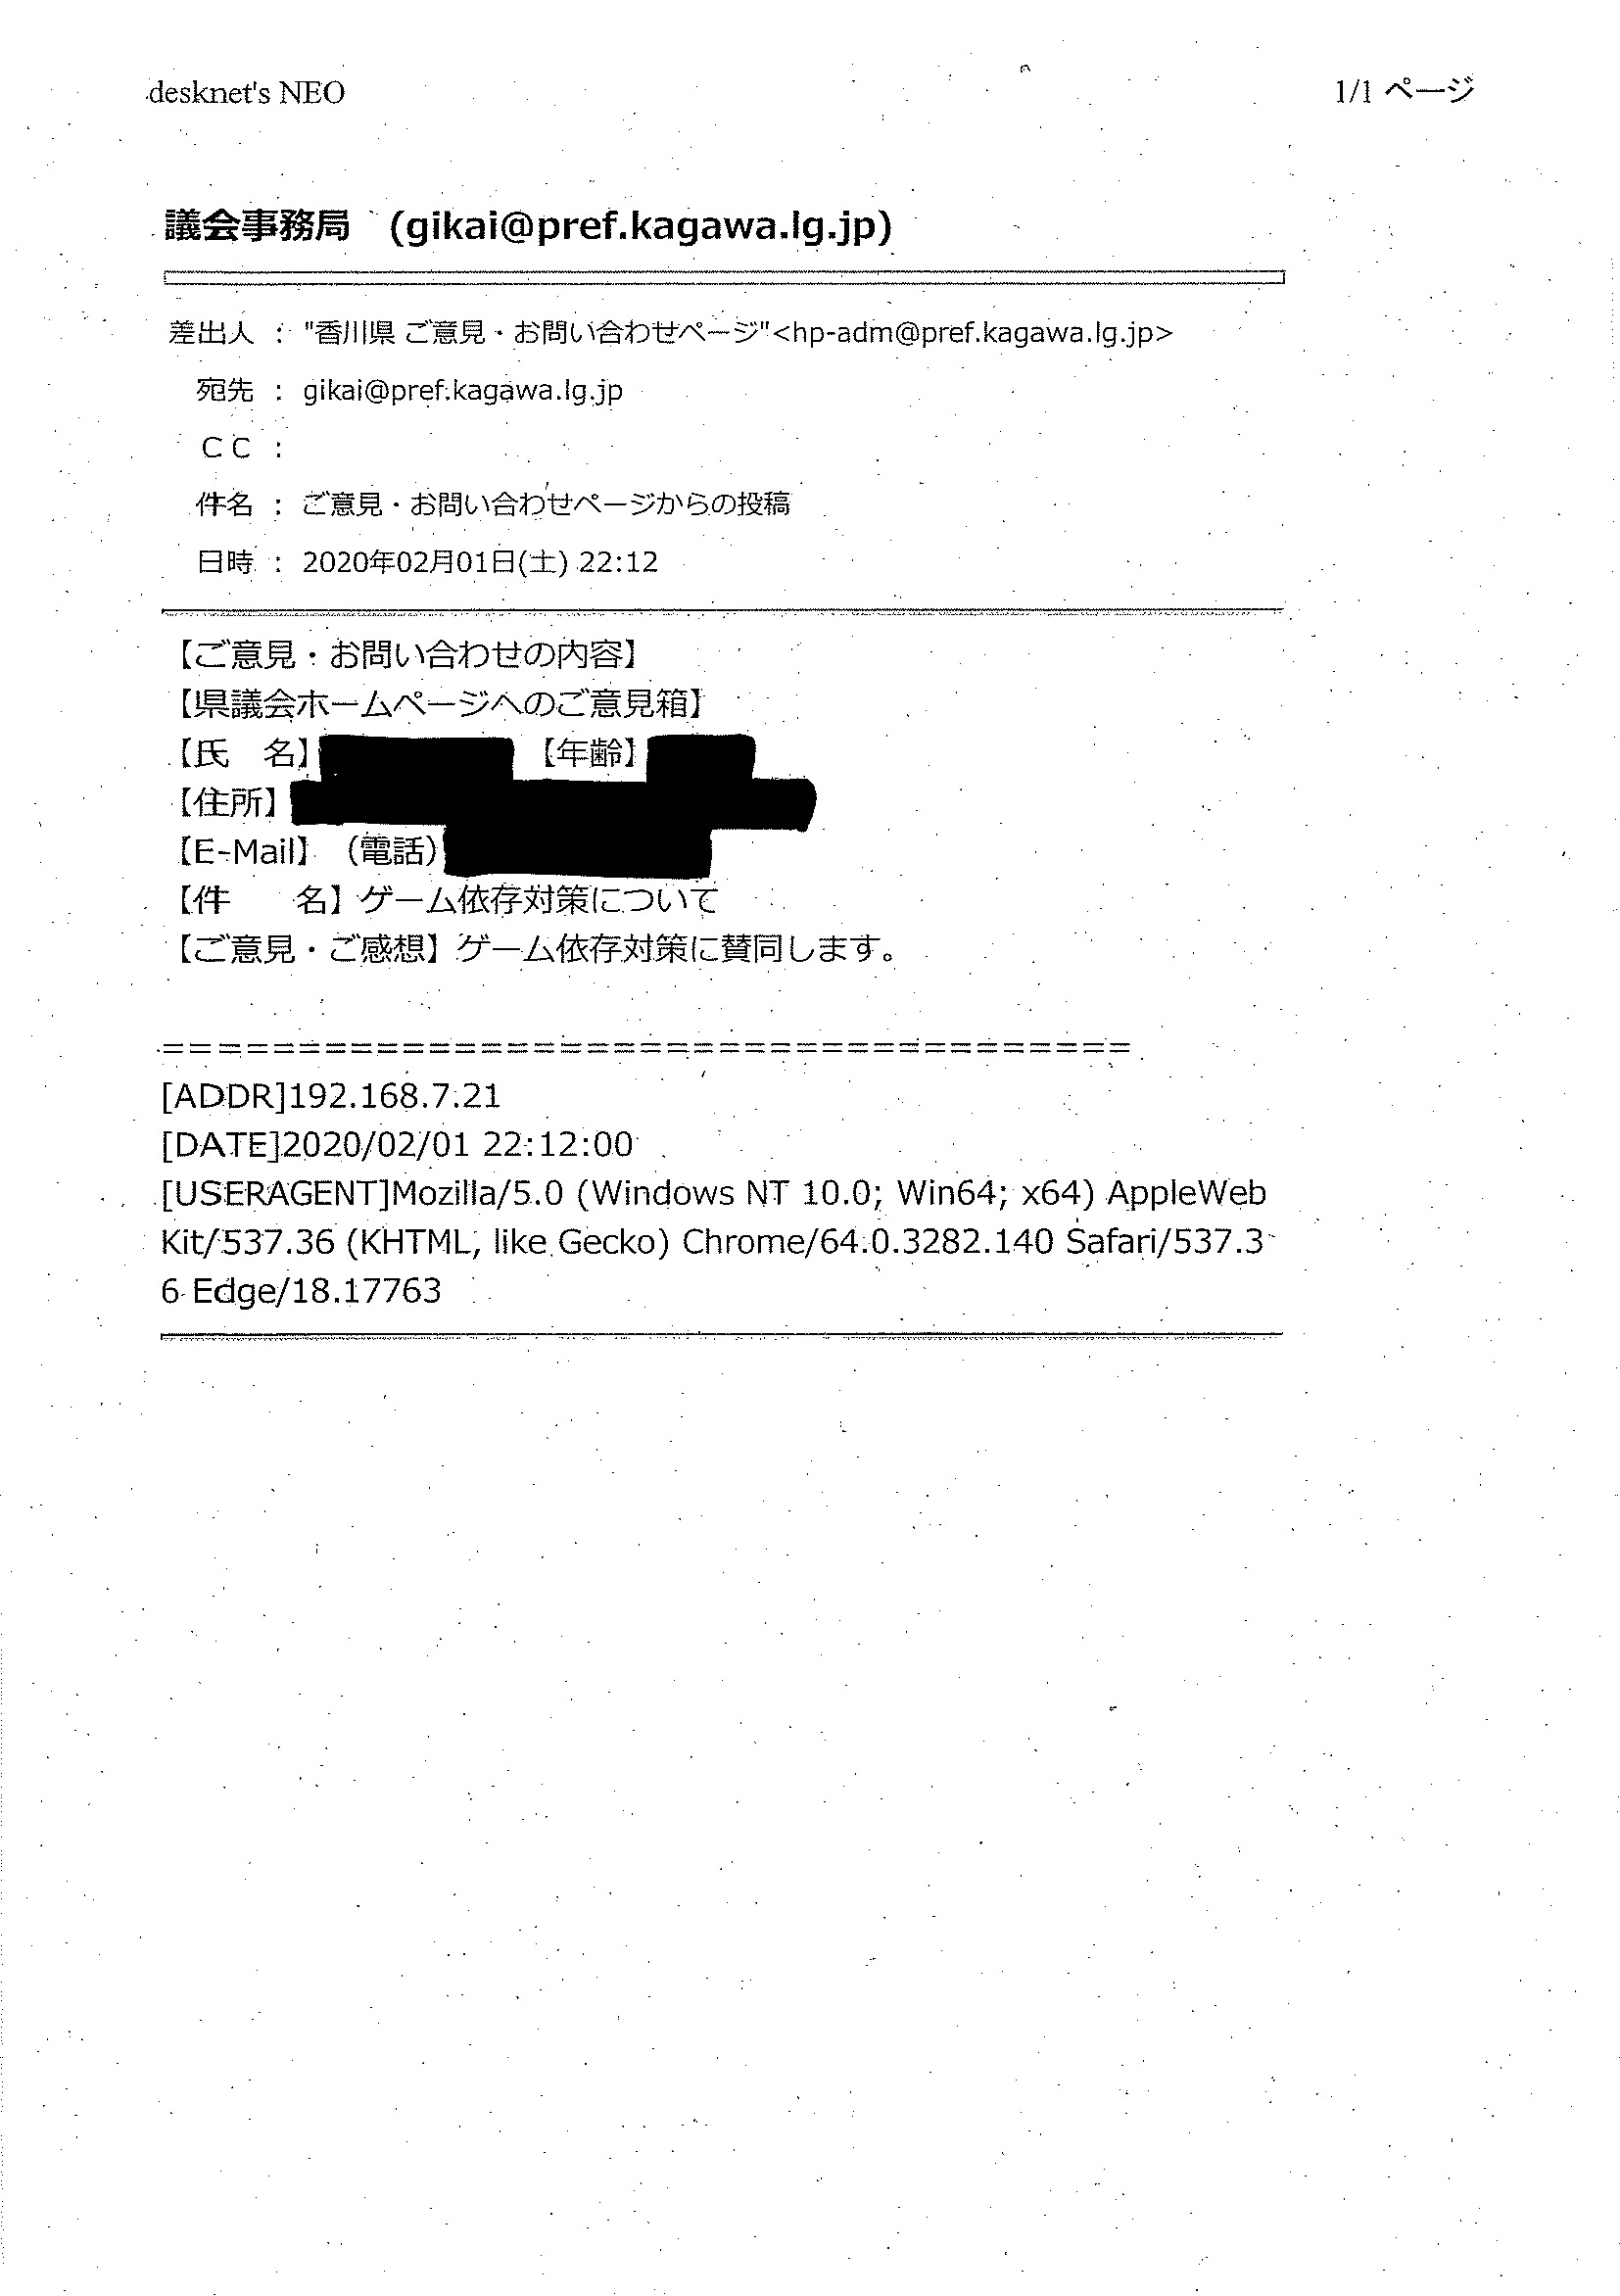 desknet's NEO 1/1 ページ
議会事務局 (gikai@pref.kagawa.lg.jp)
差出人 : "香川県 ご意見・お問い合わせページ"<hp-adm@pref.kagawa.lg.jp>
宛先 : gikai@pref.kagawa.lg.jp
CC :
件名 : ご意見・お問い合わせページからの投稿
日時 : 2020年02月01日(土) 22:12
【ご意見・お問い合わせの内容】
【県議会ホームページへのご意見箱】
【氏　名】 【年齢】
【住所】
【E-Mail】（電話）
【件　　名】ゲーム依存対策について
【ご意見・ご感想】ゲーム依存対策に賛同します。
======================================
[ADDR]192.168.7.21
[DATE]2020/02/01 22:12:00
[USERAGENT]Mozilla/5.0 (Windows NT 10.0; Win64; x64) AppleWeb
Kit/537.36 (KHTML, like Gecko) Chrome/64.0.3282.140 Safari/537.3
6 Edge/18.17763